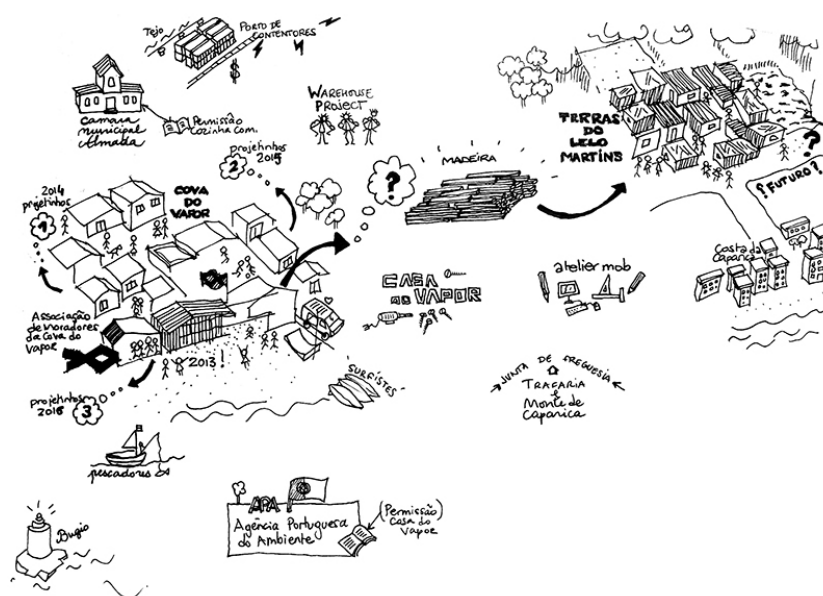 Tejo
PORTO DE
CONTENTORES
$
Camara
Municipal
Almada
Permissão
Cozinha Com.
WAREHOUSE
PROJECT
projetinhos
2015
2
2014
projetinhos
1
COVA
DO
VAPOR
?
MADEIRA
TERRAS
DO
LELO
MARTINS
?
¿FUTURO?
Costa da
Caparica
CASA
DO VAPOR
atelier mob
Associação
de moradores
da cova do
Vapor
2013!
projetinhos
2016
3
SURFISTES
JUNTA DE FREGUESIA
TRAFARIA
e
Monte de
Caparica
pescadores
Bugio
APA
Agência Portuguesa
do Ambiente
(Permissão)
Casa do
Vapor